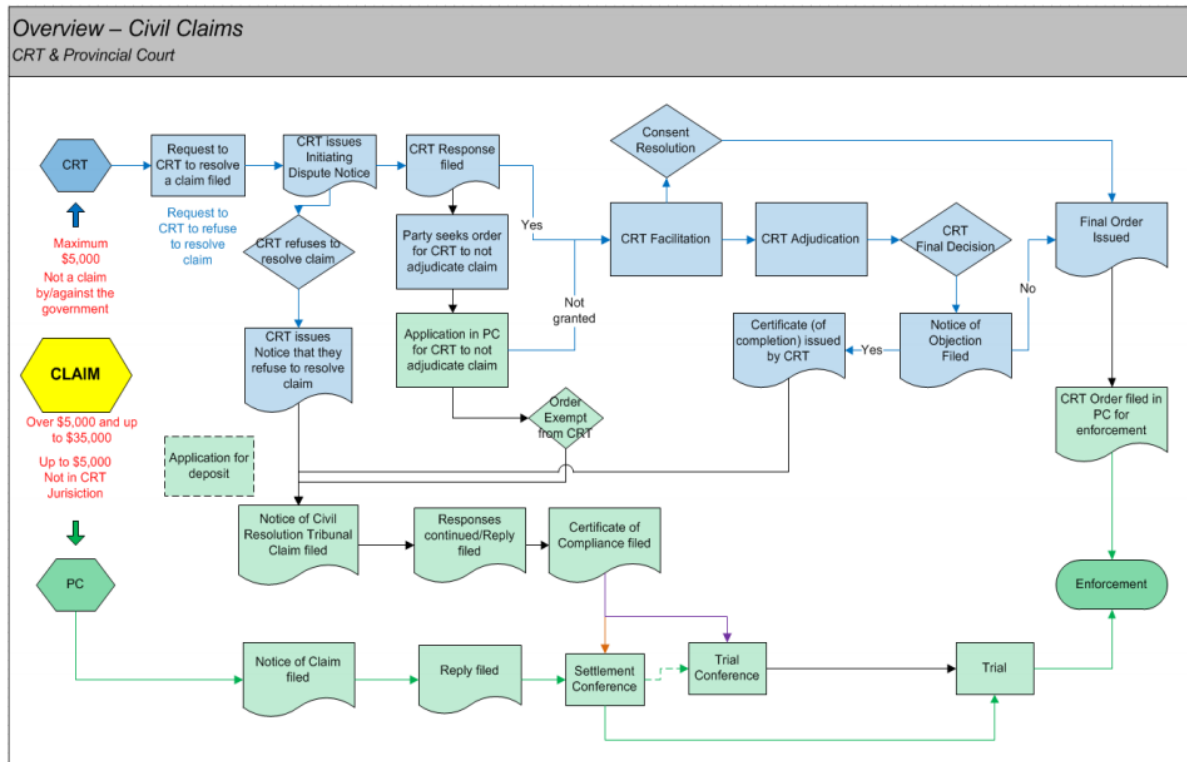 Overview – Civil Claims
CRT & Provincial Court
CRT
Request to
CRT to resolve
a claim filed
CRT issues
Initiating
Dispute Notice
CRT Response
filed
Consent
Resolution
Request to
CRT to refuse
to resolve
claim
CRT refuses to
resolve claim
Party seeks order
for CRT to not
adjudicate claim
Yes
CRT Facilitation
CRT Adjudication
CRT
Final Decision
Final Order
Issued
Maximum
$5,000
Not a claim
by/against the
government
Not
granted
No
CRT issues
Notice that they
refuse to resolve
claim
Application in PC
for CRT to not
adjudicate claim
Certificate (of
completion) issued
by CRT
Yes
Notice of
Objection
Filed
CLAIM
Order
Exempt
from CRT
CRT Order filed in
PC for
enforcement
Over $5,000 and up
to $35,000
Up to $5,000
Not in CRT
Jurisiction
Application for
deposit
Notice of Civil
Resolution Tribunal
Claim filed
Responses
continued/Reply
filed
Certificate of
Compliance filed
PC
Enforcement
Notice of Claim
filed
Reply filed
Settlement
Conference
Trial
Conference
Trial